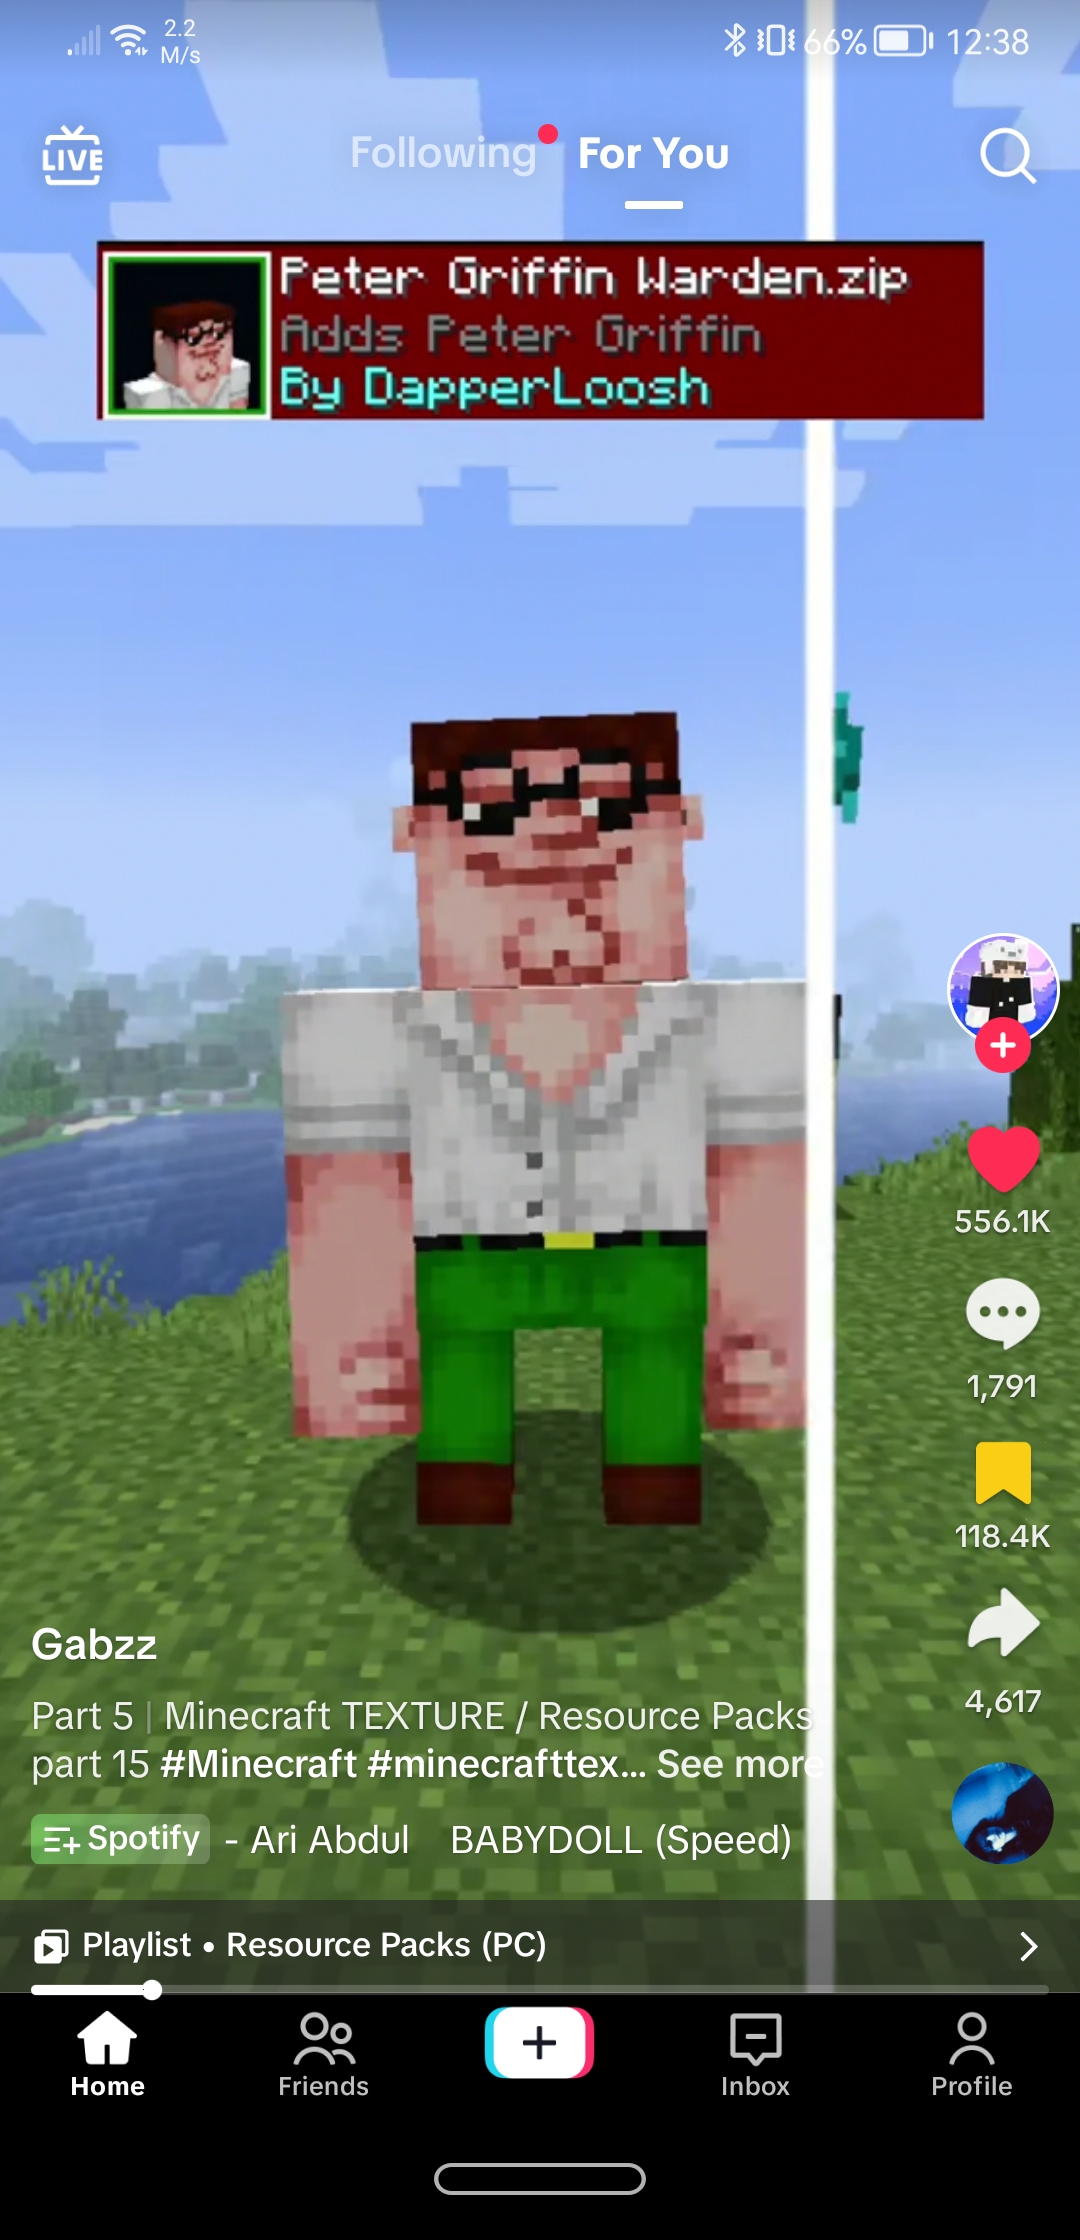 2.2
M/s
66%
12:38
LIVE
Following
For You
Peter Griffin Warden.zip
Adds Peter Griffin
By DapperLoosh
556.1K
1,791
118.4K
4,617
Gabzz
Part 5 | Minecraft TEXTURE / Resource Packs
part 15 #Minecraft #minecrafttex... See more
Spotify - Ari Abdul BABYDOLL (Speed)
Playlist • Resource Packs (PC)
Home
Friends
Inbox
Profile